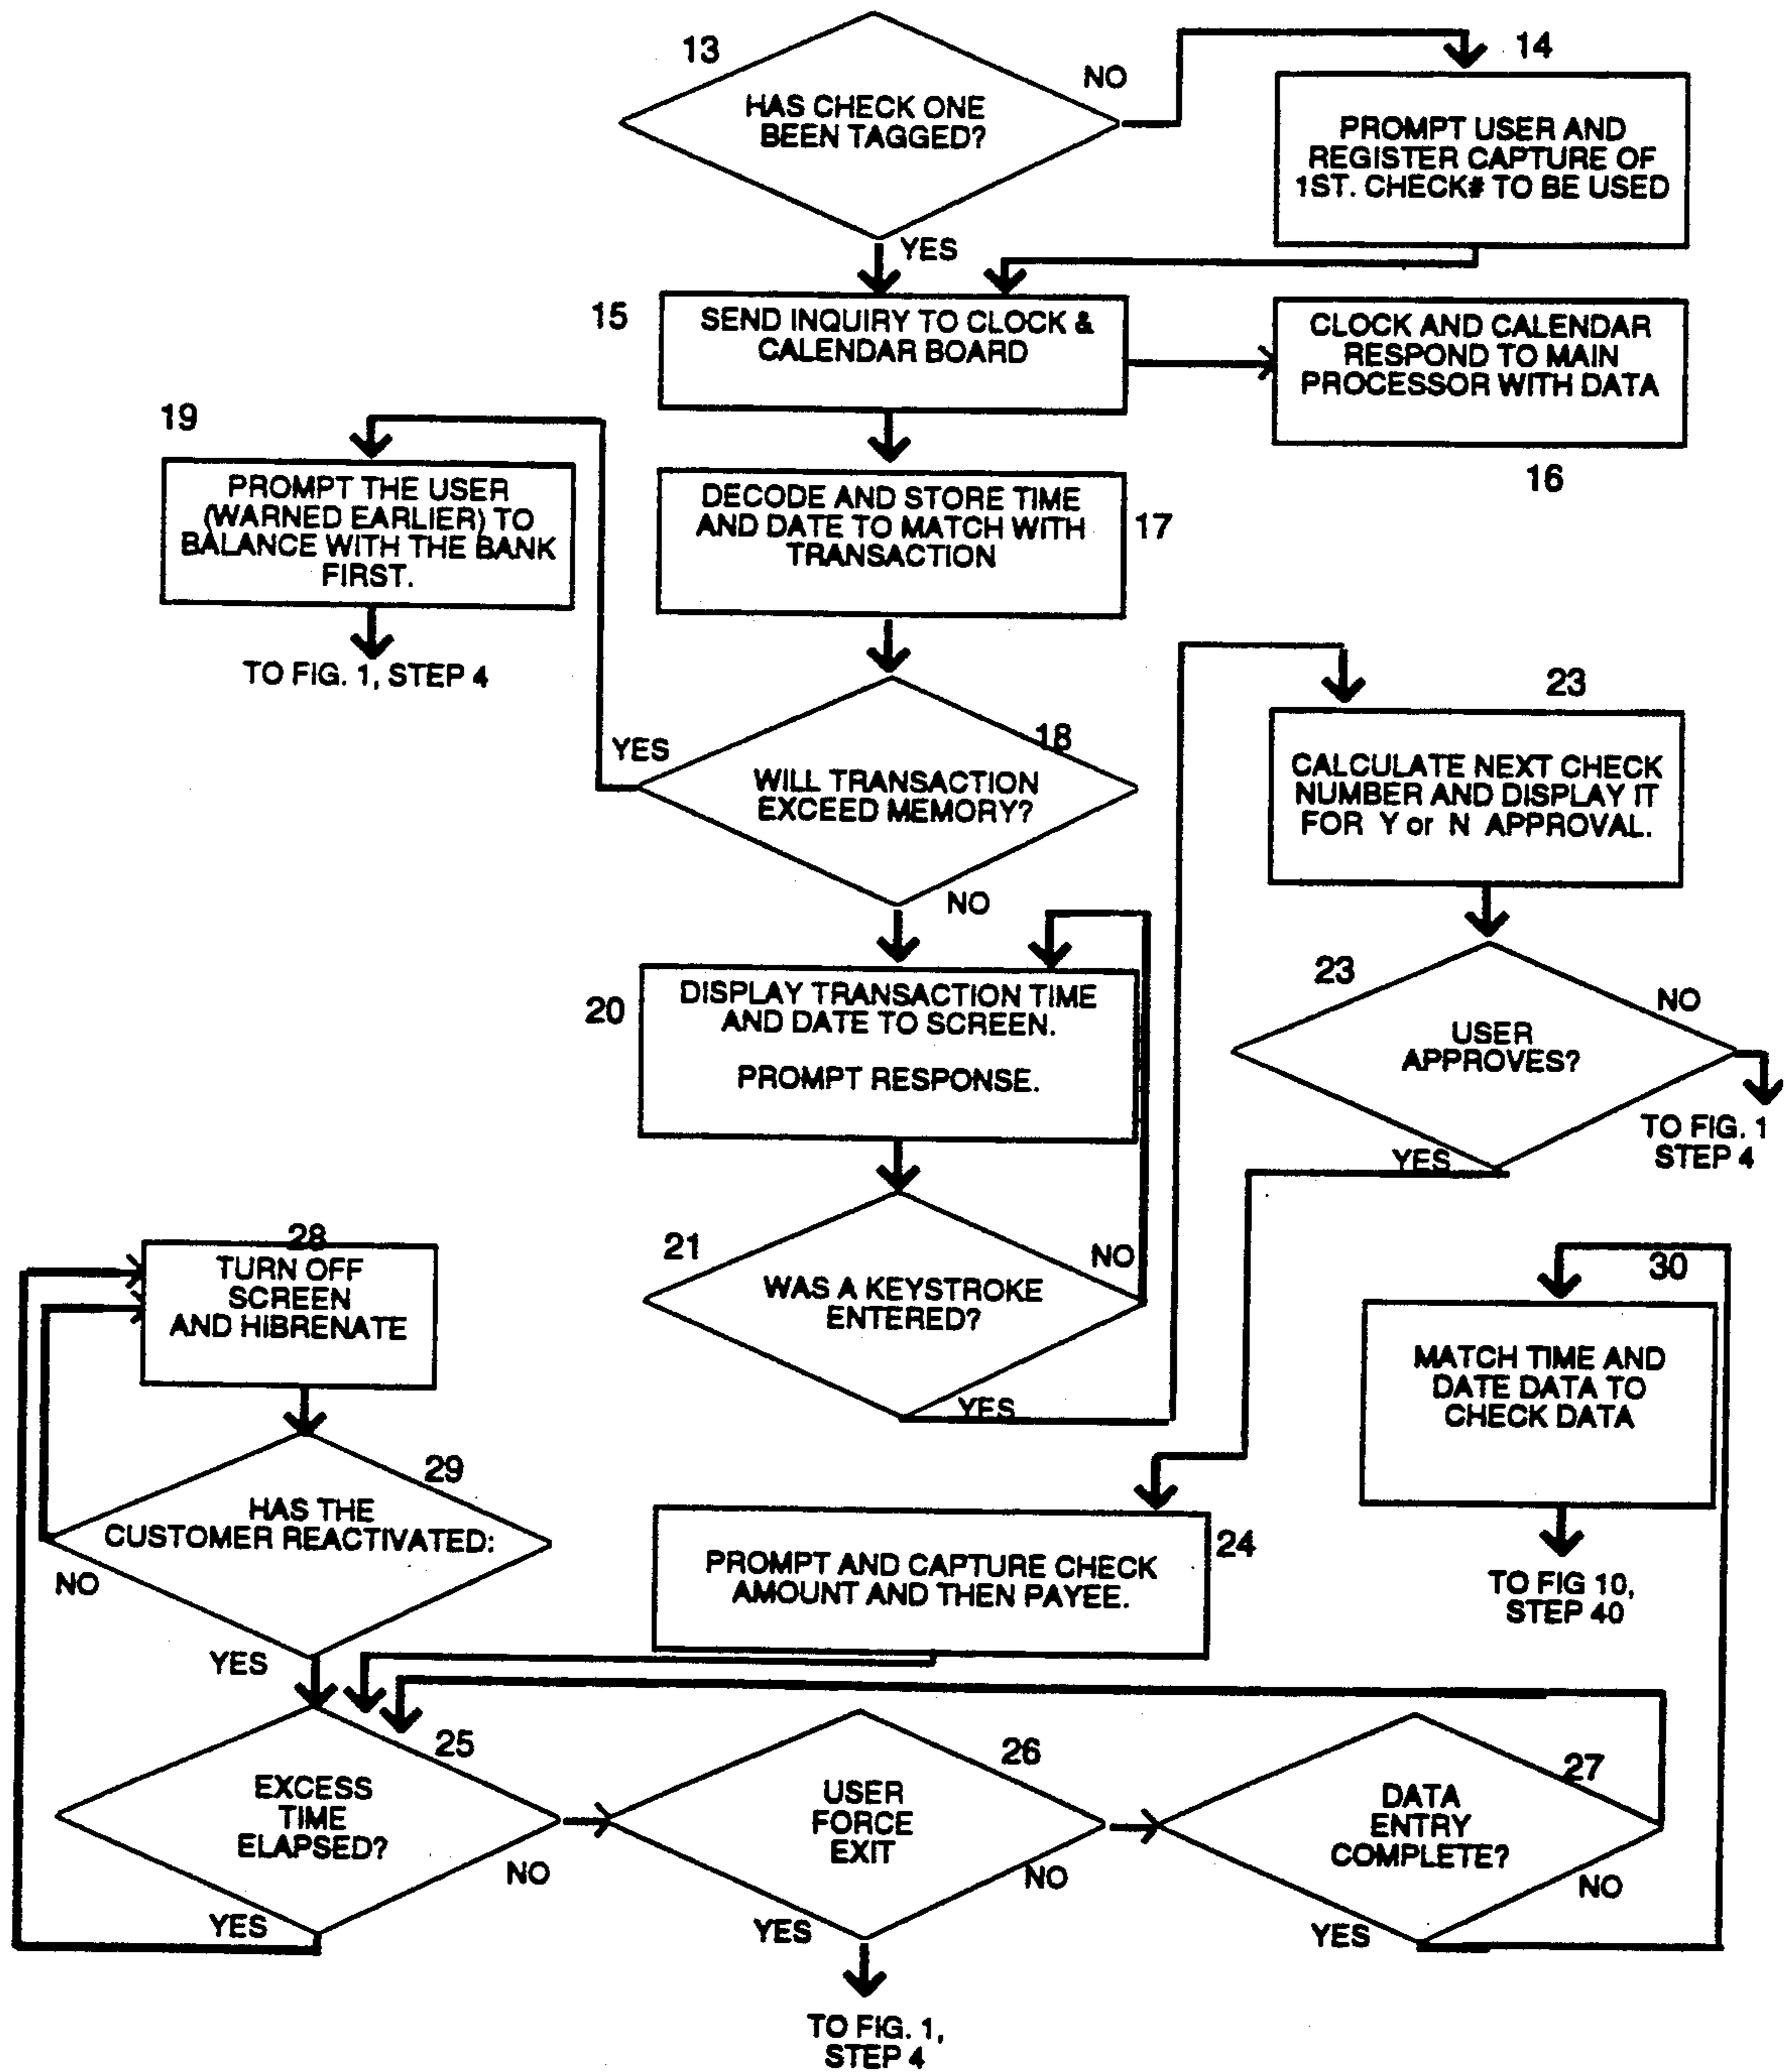 13
HAS CHECK ONE
BEEN TAGGED?
NO
YES
14
PROMPT USER AND
REGISTER CAPTURE OF
1ST. CHECK# TO BE USED
15
SEND INQUIRY TO CLOCK &
CALENDAR BOARD
CLOCK AND CALENDAR
RESPOND TO MAIN
PROCESSOR WITH DATA
16
19
PROMPT THE USER
(WARNED EARLIER) TO
BALANCE WITH THE BANK
FIRST.
TO FIG. 1, STEP 4
DECODE AND STORE TIME
AND DATE TO MATCH WITH
TRANSACTION
17
18
YES
WILL TRANSACTION
EXCEED MEMORY?
NO
23
CALCULATE NEXT CHECK
NUMBER AND DISPLAY IT
FOR Y or N APPROVAL.
20
DISPLAY TRANSACTION TIME
AND DATE TO SCREEN.
PROMPT RESPONSE.
23
NO
USER
APPROVES?
YES
TO FIG. 1
STEP 4
21
NO
WAS A KEYSTROKE
ENTERED?
YES
28
TURN OFF
SCREEN
AND HIBRENATE
30
MATCH TIME AND
DATE DATA TO
CHECK DATA
TO FIG 10,
STEP 40
29
HAS THE
CUSTOMER REACTIVATED:
NO
YES
24
PROMPT AND CAPTURE CHECK
AMOUNT AND THEN PAYEE.
25
EXCESS
TIME
ELAPSED?
NO
YES
26
USER
FORCE
EXIT
NO
YES
TO FIG. 1,
STEP 4
27
DATA
ENTRY
COMPLETE?
NO
YES